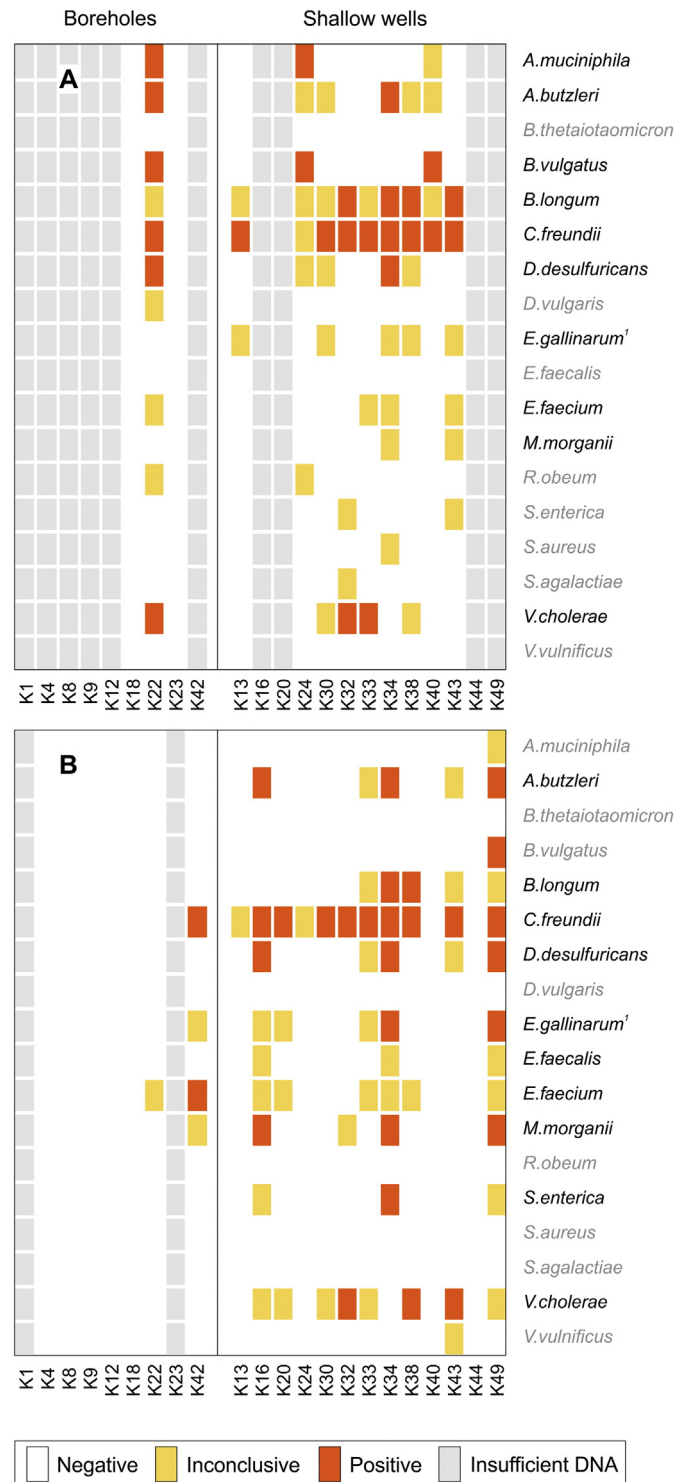 Boreholes Shallow wells
A
A.muciniphila
A.butzleri
B.thetaiotaomicron
B.vulgatus
B.longum
C.freundii
D.desulfuricans
D.vulgaris
E.gallinarum¹
E.faecalis
E.faecium
M.morganii
R.obeum
S.enterica
S.aureus
S.agalactiae
V.cholerae
V.vulnificus
K1 K4 K8 K9 K12 K18 K22 K23 K42 K13 K16 K20 K24 K30 K32 K33 K34 K38 K40 K43 K44 K49
B
A.muciniphila
A.butzleri
B.thetaiotaomicron
B.vulgatus
B.longum
C.freundii
D.desulfuricans
D.vulgaris
E.gallinarum¹
E.faecalis
E.faecium
M.morganii
R.obeum
S.enterica
S.aureus
S.agalactiae
V.cholerae
V.vulnificus
K1 K4 K8 K9 K12 K18 K22 K23 K42 K13 K16 K20 K24 K30 K32 K33 K34 K38 K40 K43 K44 K49
Negative Inconclusive Positive Insufficient DNA